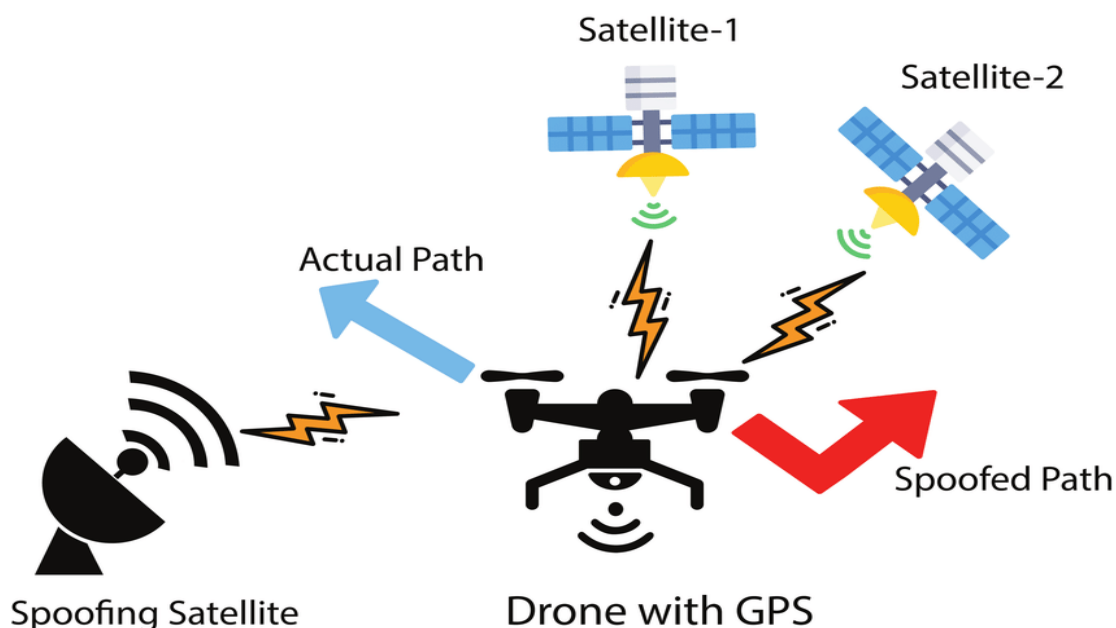 Satellite-1
Satellite-2
Actual Path
Spoofed Path
Spoofing Satellite
Drone with GPS